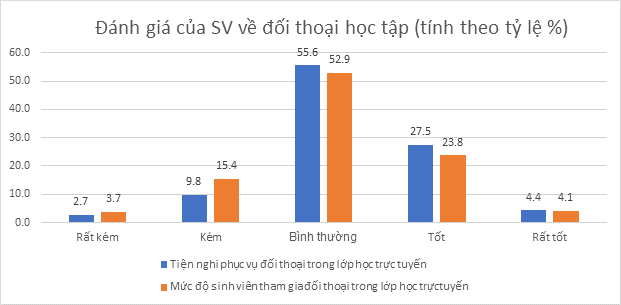 Đánh giá của SV về đối thoại học tập (tính theo tỷ lệ %)
60.0
50.0
40.0
30.0
20.0
10.0
0.0
2.7
3.7
9.8
15.4
55.6
52.9
27.5
23.8
4.4
4.1
Rất kém
Kém
Bình thường
Tốt
Rất tốt
Tiện nghi phục vụ đối thoại trong lớp học trực tuyến
Mức độ sinh viên tham gia đối thoại trong lớp học trực tuyến